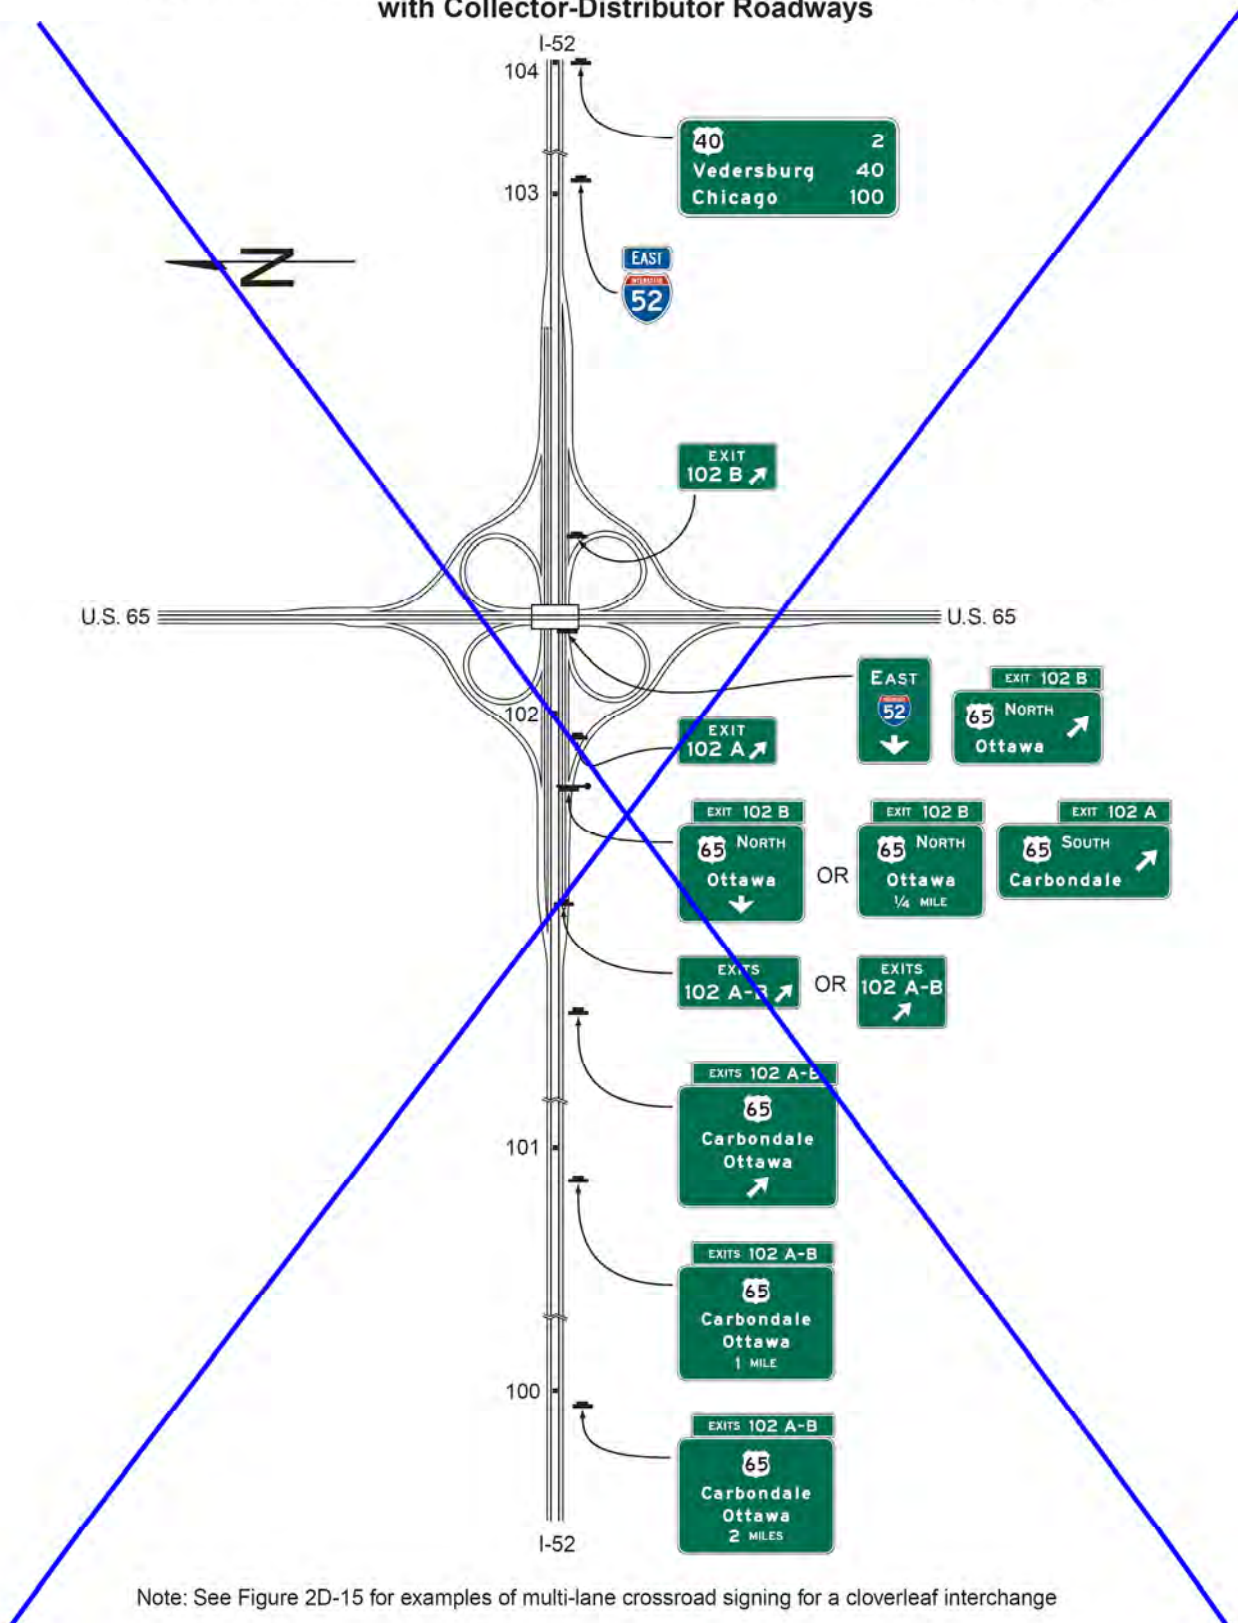 with Collector-Distributor Roadways
I-52
104
40 2
Vedersburg 40
Chicago 100
103
N
EAST
INTERSTATE
52
EXIT
102 B
U.S. 65
U.S. 65
EAST
52
EXIT 102 B
65 NORTH
Ottawa
102
EXIT
102 A
EXIT 102 B
65 NORTH
Ottawa
OR
EXIT 102 B
65 NORTH
Ottawa
1/4 MILE
EXIT 102 A
65 SOUTH
Carbondale
EXITS
102 A-B
OR
EXITS
102 A-B
EXITS 102 A-B
65
Carbondale
Ottawa
101
EXITS 102 A-B
65
Carbondale
Ottawa
1 MILE
100
EXITS 102 A-B
65
Carbondale
Ottawa
2 MILES
I-52
Note: See Figure 2D-15 for examples of multi-lane crossroad signing for a cloverleaf interchange